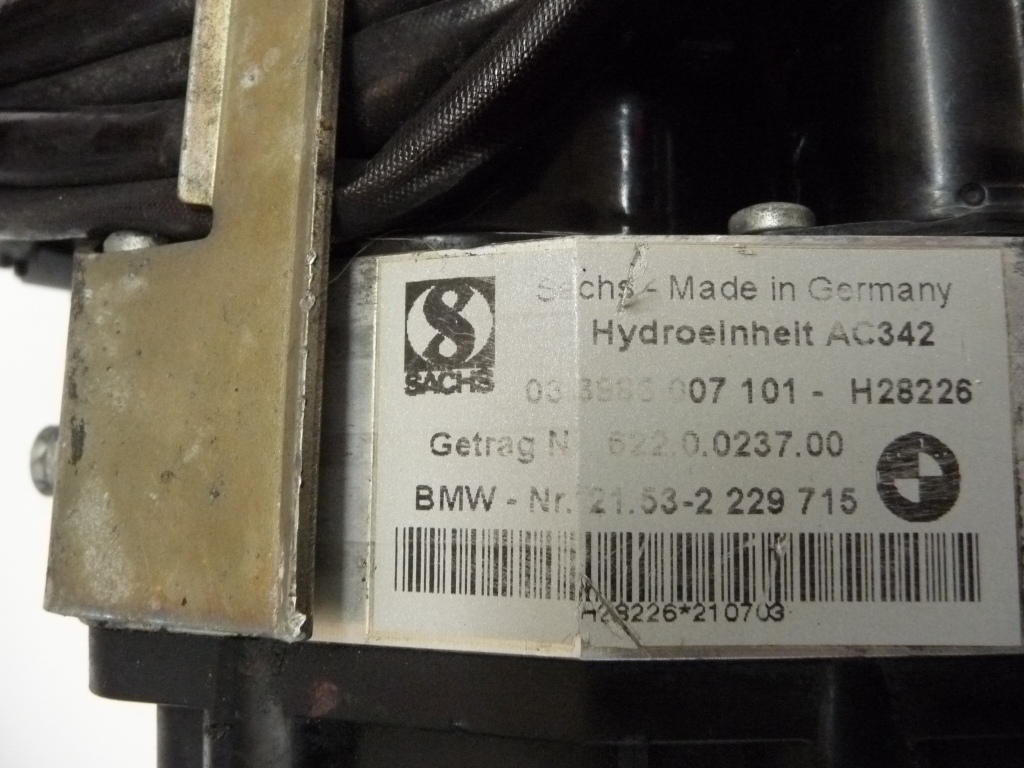 SACHS
Sachs - Made in Germany
Hydroeinheit AC342
007 101 - H28226
Getrag 622.0.0237.00
BMW - Nr. 21.53-2 229 715
H28226*210703